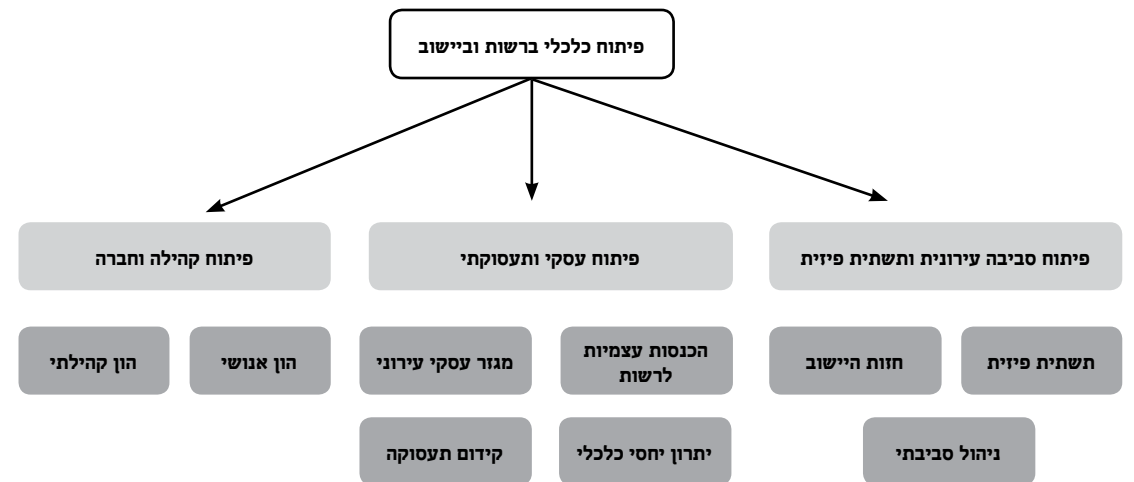 פיתוח כלכלי ברשות וביישוב
פיתוח סביבה עירונית ותשתית פיזית
פיתוח עסקי ותעסוקתי
פיתוח קהילה וחברה
תשתית פיזית
חזות היישוב
הכנסות עצמיות
לרשות
מגזר עסקי עירוני
הון אנושי
הון קהילתי
ניהול סביבתי
יתרון יחסי כלכלי
קידום תעסוקה